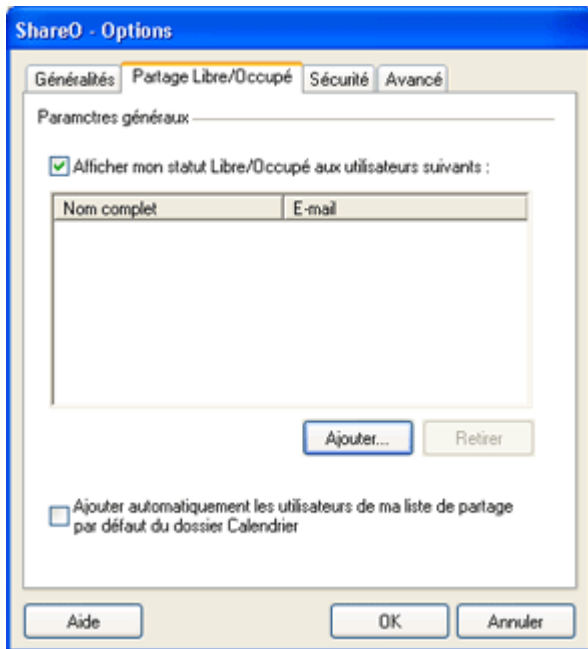 ShareO - Options
Généralités Partage Libre/Occupé Sécurité Avancé
Paramctres généraux
Afficher mon statut Libre/Occupé aux utilisateurs suivants :
Nom complet E-mail
Ajouter... Retirer
Ajouter automatiquement les utilisateurs de ma liste de partage
par défaut du dossier Calendrier
Aide OK Annuler